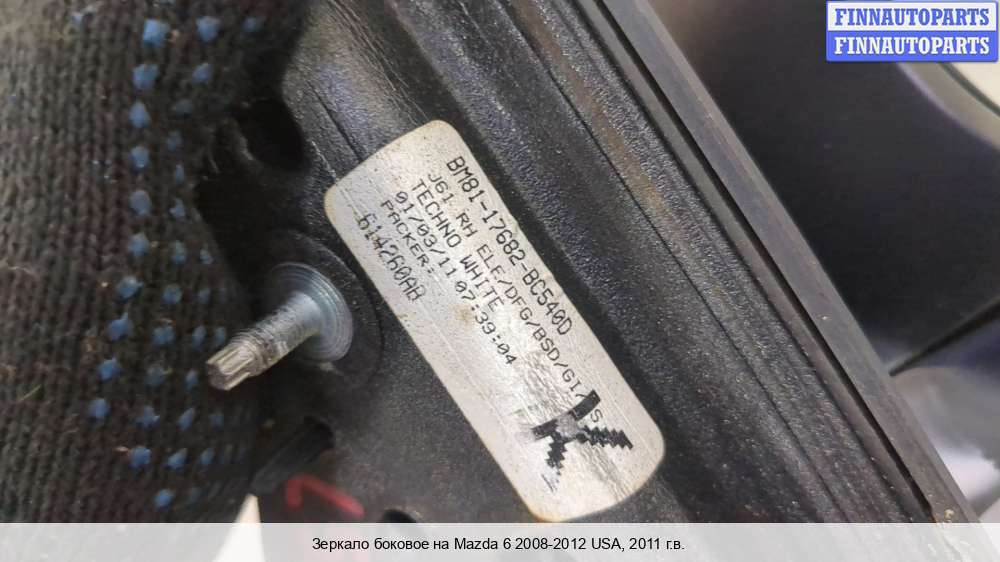 FINNAUTOPARTS
FINNAUTOPARTS
BM81-17682-BC540D
J61 RH ELE/DFG/BSD/GI/
TECHNO WHITE
01/03/11 07:39:04
PACKER:
614260AB
Зеркало боковое на Mazda 6 2008-2012 USA, 2011 г.в.